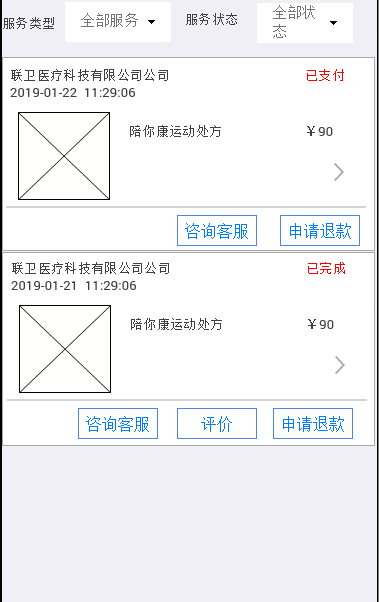 服务类型 全部服务 服务状态 全部状
态
联卫医疗科技有限公司公司 已支付
2019-01-22 11:29:06
陪你康运动处方 ￥90
咨询客服 申请退款
联卫医疗科技有限公司公司 已完成
2019-01-21 11:29:06
陪你康运动处方 ￥90
咨询客服 评价 申请退款